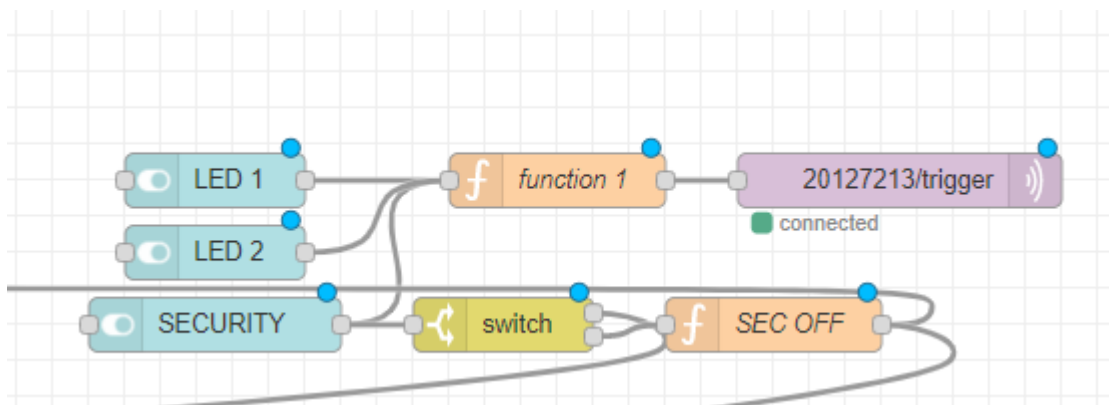 LED 1
function 1
20127213/trigger
connected
LED 2
SECURITY
switch
SEC OFF